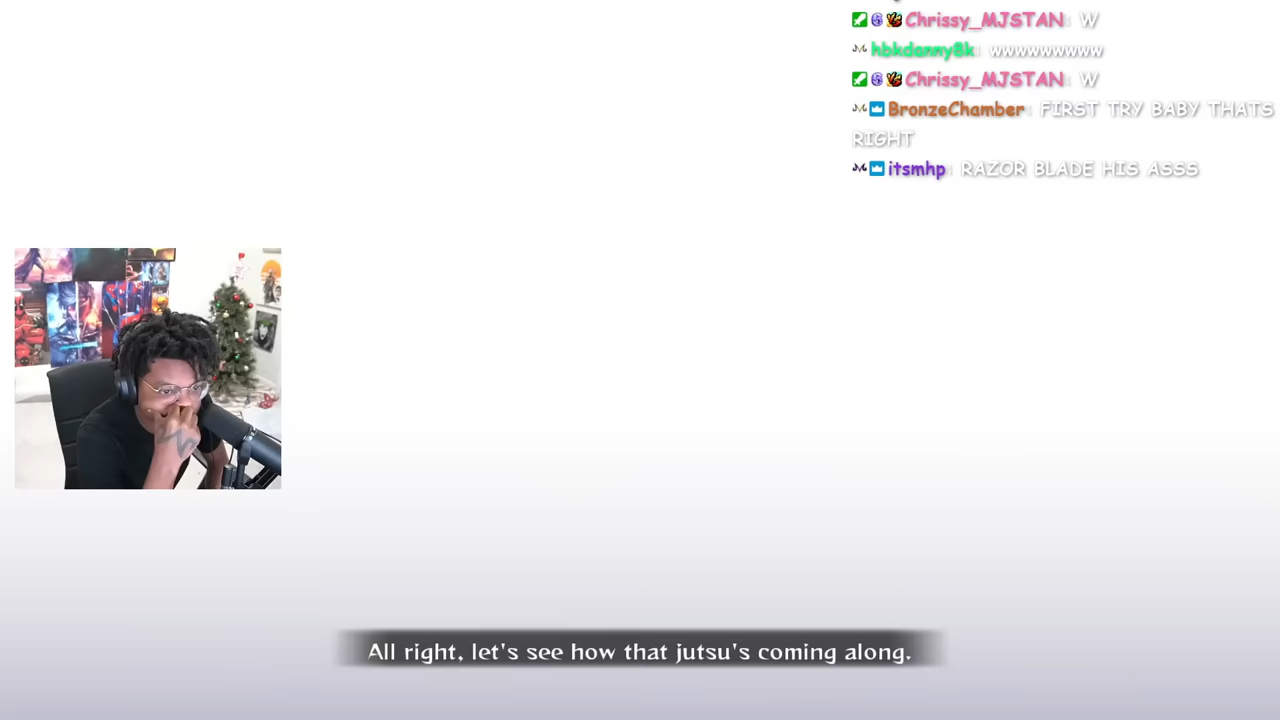 Chrissy_MJSTAN: W
hbkdanny8k: wwwwwwwww
Chrissy_MJSTAN: W
BronzeChamber: FIRST TRY BABY THATS
RIGHT
itsmhp: RAZOR BLADE HIS ASSS
All right, let's see how that jutsu's coming along.